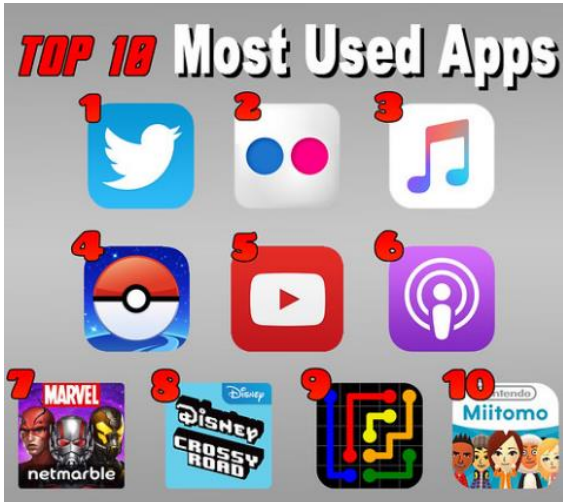 TOP 10 Most Used Apps
1 2 3
4 5 6
7 8 9 10
MARVEL
netmarble
Disney
Disney
CROSSY
ROAD
Nintendo
Miitomo